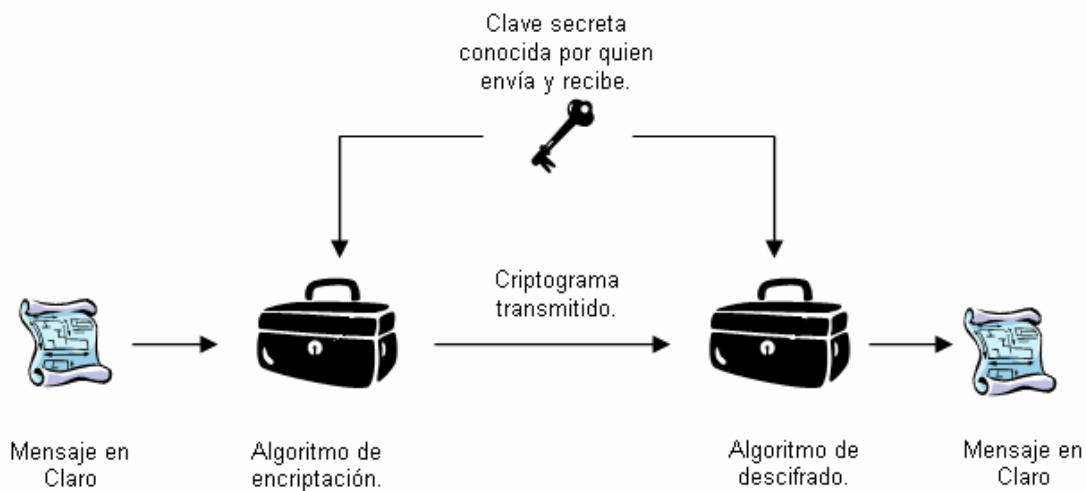 Clave secreta
conocida por quien
envía y recibe.
Criptograma
transmitido.
Mensaje en
Claro
Algoritmo de
encriptación.
Algoritmo de
descifrado.
Mensaje en
Claro